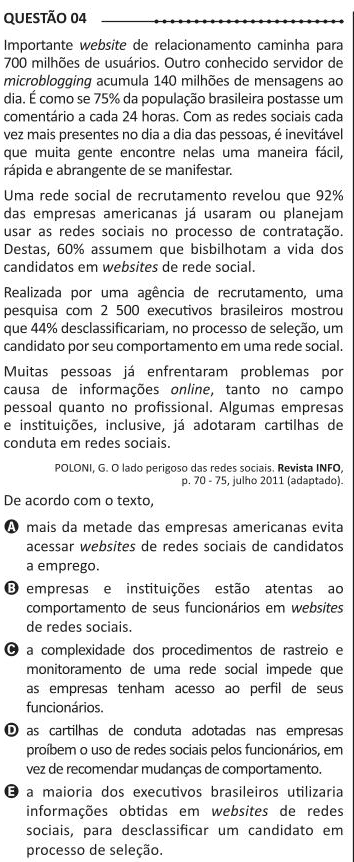 QUESTÃO 04
Importante website de relacionamento caminha para
700 milhões de usuários. Outro conhecido servidor de
microblogging acumula 140 milhões de mensagens ao
dia. É como se 75% da população brasileira postasse um
comentário a cada 24 horas. Com as redes sociais cada
vez mais presentes no dia a dia das pessoas, é inevitável
que muita gente encontre nelas uma maneira fácil,
rápida e abrangente de se manifestar.
Uma rede social de recrutamento revelou que 92%
das empresas americanas já usaram ou planejam
usar as redes sociais no processo de contratação.
Destas, 60% assumem que bisbilhotam a vida dos
candidatos em websites de rede social.
Realizada por uma agência de recrutamento, uma
pesquisa com 2 500 executivos brasileiros mostrou
que 44% desclassificariam, no processo de seleção, um
candidato por seu comportamento em uma rede social.
Muitas pessoas já enfrentaram problemas por
causa de informações online, tanto no campo
pessoal quanto no profissional. Algumas empresas
e instituições, inclusive, já adotaram cartilhas de
conduta em redes sociais.
POLONI, G. O lado perigoso das redes sociais. Revista INFO,
p. 70 - 75, julho 2011 (adaptado).
De acordo com o texto,
A mais da metade das empresas americanas evita
acessar websites de redes sociais de candidatos
a emprego.
B empresas e instituições estão atentas ao
comportamento de seus funcionários em websites
de redes sociais.
C a complexidade dos procedimentos de rastreio e
monitoramento de uma rede social impede que
as empresas tenham acesso ao perfil de seus
funcionários.
D as cartilhas de conduta adotadas nas empresas
proíbem o uso de redes sociais pelos funcionários, em
vez de recomendar mudanças de comportamento.
E a maioria dos executivos brasileiros utilizaria
informações obtidas em websites de redes
sociais, para desclassificar um candidato em
processo de seleção.